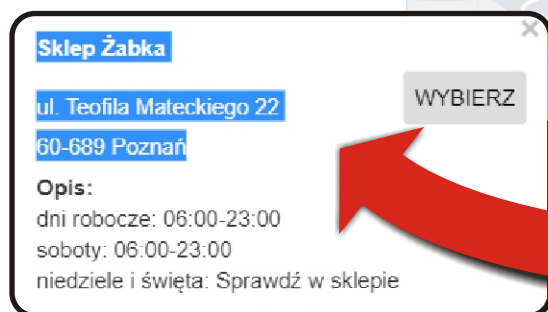 Sklep Żabka
ul. Teofila Mateckiego 22
WYBIERZ
60-689 Poznań
Opis:
dni robocze: 06:00-23:00
soboty: 06:00-23:00
niedziele i święta: Sprawdź w sklepie